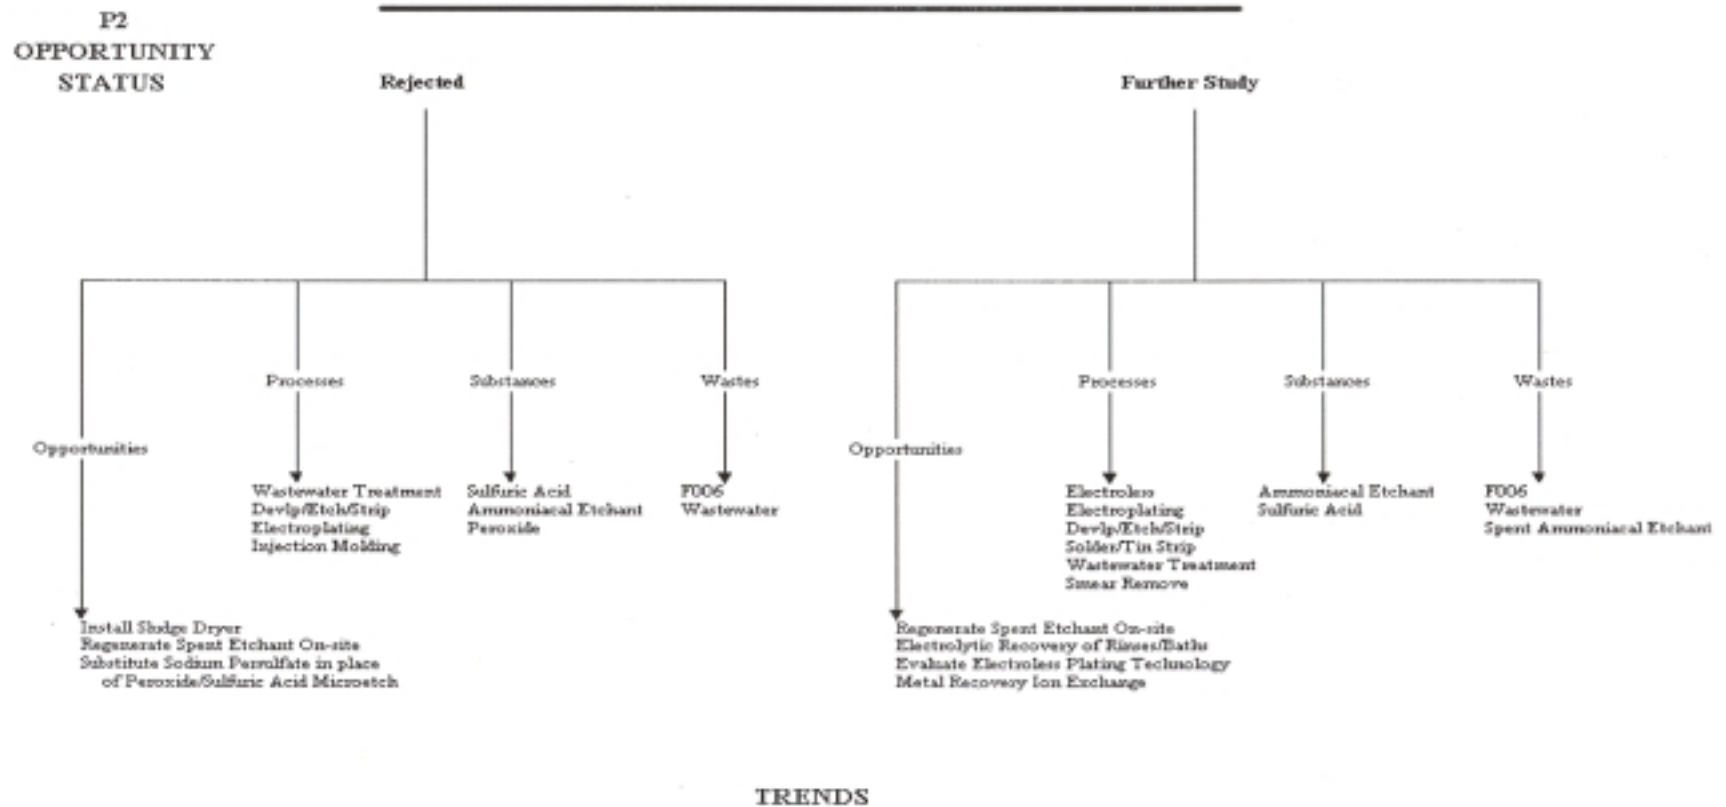 P2
OPPORTUNITY
STATUS
Rejected
Further Study
Processes
Substances
Wastes
Opportunities
Wastewater Treatment
Devlp/Etch/Strip
Electroplating
Injection Molding
Sulfuric Acid
Ammoniacal Etchant
Peroxide
F006
Wastewater
Install Sludge Dryer
Regenerate Spent Etchant On-site
Substitute Sodium Persulfate in place
of Peroxide/Sulfuric Acid Microetch
Processes
Substances
Wastes
Opportunities
Electroless
Electroplating
Devlp/Etch/Strip
Solder/Tin Strip
Wastewater Treatment
Smear Remove
Ammoniacal Etchant
Sulfuric Acid
F006
Wastewater
Spent Ammoniacal Etchant
Regenerate Spent Etchant On-site
Electrolytic Recovery of Rinses/Baths
Evaluate Electroless Plating Technology
Metal Recovery Ion Exchange
TRENDS